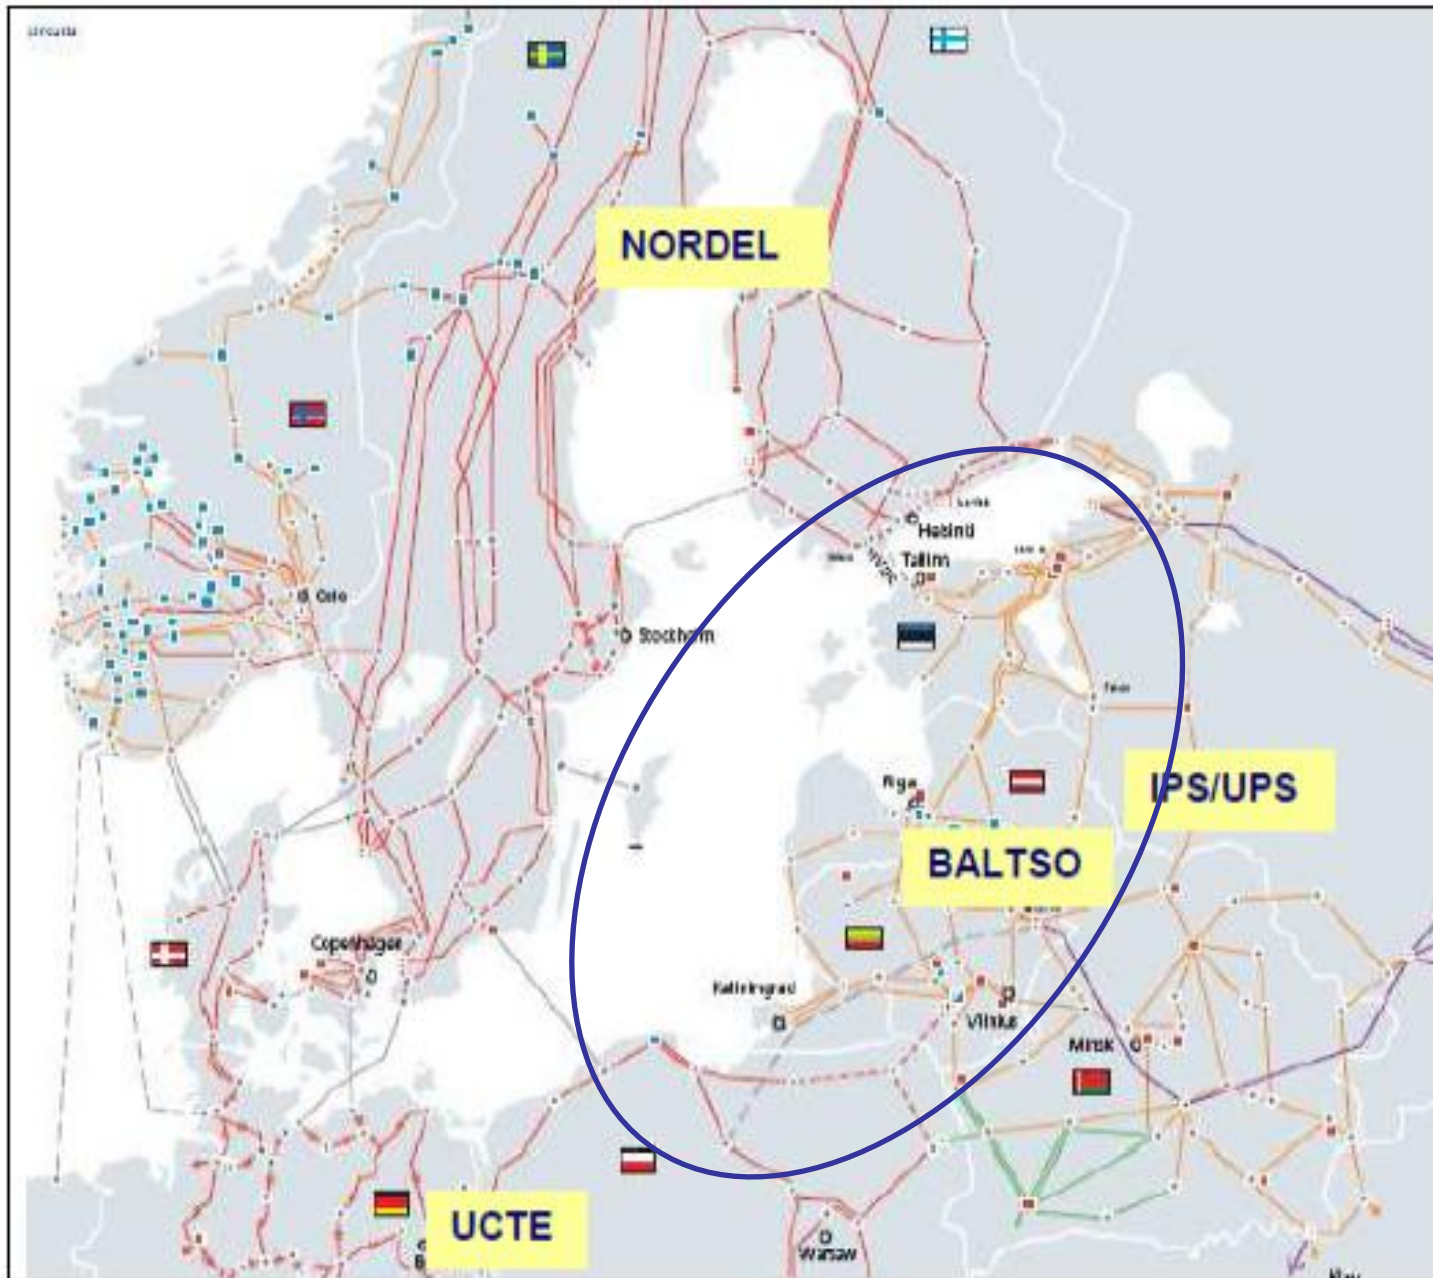 NORDEL
Helsinki
Tallinn
Oslo
Stockholm
Riga
IPS/UPS
BALTSO
Copenhagen
Kaliningrad
Vilnius
Minsk
UCTE
Warsaw